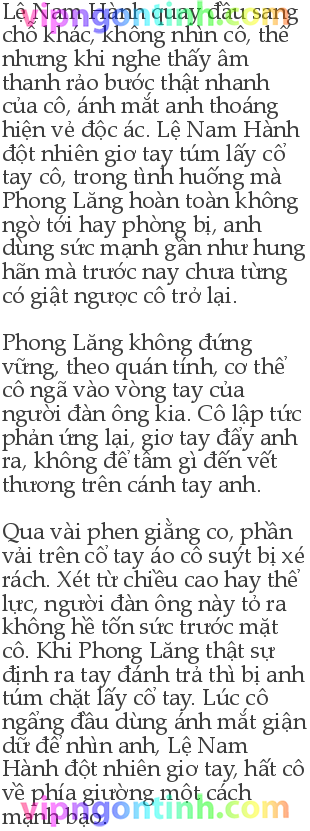 Lệ Nam Hành quay đầu sang
chỗ khác, không nhìn cô, thế
nhưng khi nghe thấy âm
thanh rảo bước thật nhanh
của cô, ánh mắt anh thoáng
hiện vẻ độc ác. Lệ Nam Hành
đột nhiên giơ tay túm lấy cổ
tay cô, trong tình huống mà
Phong Lăng hoàn toàn không
ngờ tới hay phòng bị, anh
dùng sức mạnh gần như hung
hãn mà trước nay chưa từng
có giật ngược cô trở lại.

Phong Lăng không đứng
vững, theo quán tính, cơ thể
cô ngã vào vòng tay của
người đàn ông kia. Cô lập tức
phản ứng lại, giơ tay đẩy anh
ra, không để tâm gì đến vết
thương trên cánh tay anh.

Qua vài phen giằng co, phần
vải trên cổ tay áo cô suýt bị xé
rách. Xét từ chiều cao hay thể
lực, người đàn ông này tỏ ra
không hề tốn sức trước mặt
cô. Khi Phong Lăng thật sự
định ra tay đánh trả thì bị anh
túm chặt lấy cổ tay. Lúc cô
ngẩng đầu dùng ánh mắt giận
dữ để nhìn anh, Lệ Nam
Hành đột nhiên giơ tay, hất cô
về phía giường một cách
mạnh bạo.
vipngontinh.com
vipngontinh.com